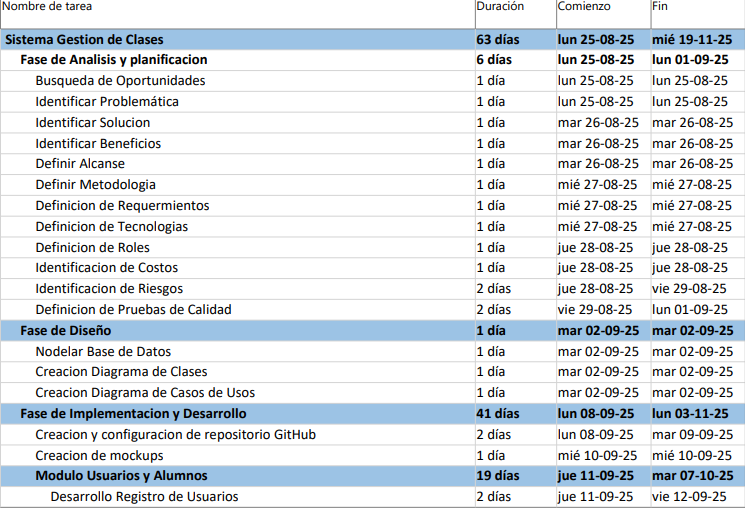 Nombre de tarea Duración Comienzo Fin
Sistema Gestion de Clases 63 días lun 25-08-25 mié 19-11-25
Fase de Analisis y planificacion 6 días lun 25-08-25 lun 01-09-25
Busqueda de Oportunidades 1 día lun 25-08-25 lun 25-08-25
Identificar Problemática 1 día lun 25-08-25 lun 25-08-25
Identificar Solucion 1 día mar 26-08-25 mar 26-08-25
Identificar Beneficios 1 día mar 26-08-25 mar 26-08-25
Definir Alcanse 1 día mar 26-08-25 mar 26-08-25
Definir Metodologia 1 día mié 27-08-25 mié 27-08-25
Definicion de Requermientos 1 día mié 27-08-25 mié 27-08-25
Definicion de Tecnologias 1 día mié 27-08-25 mié 27-08-25
Definicion de Roles 1 día jue 28-08-25 jue 28-08-25
Identificacion de Costos 1 día jue 28-08-25 jue 28-08-25
Identificacion de Riesgos 2 días jue 28-08-25 vie 29-08-25
Definicion de Pruebas de Calidad 2 días vie 29-08-25 lun 01-09-25
Fase de Diseño 1 día mar 02-09-25 mar 02-09-25
Nodelar Base de Datos 1 día mar 02-09-25 mar 02-09-25
Creacion Diagrama de Clases 1 día mar 02-09-25 mar 02-09-25
Creacion Diagrama de Casos de Usos 1 día mar 02-09-25 mar 02-09-25
Fase de Implementacion y Desarrollo 41 días lun 08-09-25 lun 03-11-25
Creacion y configuracion de repositorio GitHub 2 días lun 08-09-25 mar 09-09-25
Creacion de mockups 1 día mié 10-09-25 mié 10-09-25
Modulo Usuarios y Alumnos 19 días jue 11-09-25 mar 07-10-25
Desarrollo Registro de Usuarios 2 días jue 11-09-25 vie 12-09-25